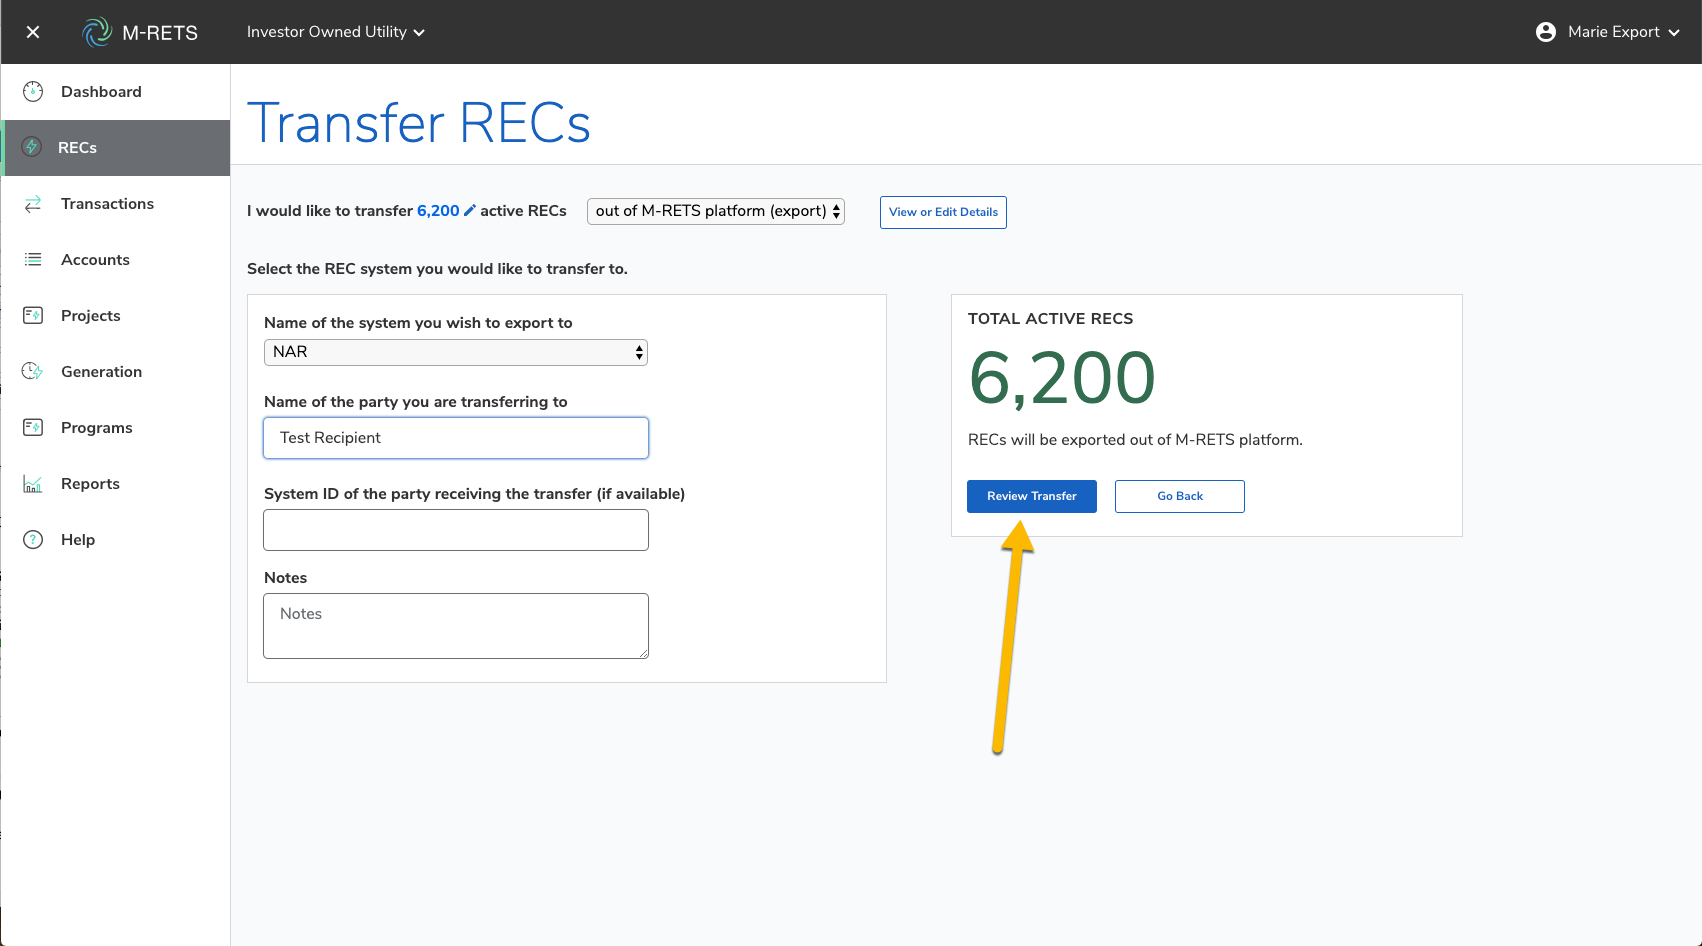 M-RETS
Investor Owned Utility
Marie Export
Dashboard
RECs
Transactions
Accounts
Projects
Generation
Programs
Reports
Help
Transfer RECs
I would like to transfer 6,200 active RECs
out of M-RETS platform (export)
View or Edit Details
Select the REC system you would like to transfer to.
Name of the system you wish to export to
NAR
Name of the party you are transferring to
Test Recipient
System ID of the party receiving the transfer (if available)
Notes
Notes
TOTAL ACTIVE RECS
6,200
RECs will be exported out of M-RETS platform.
Review Transfer
Go Back